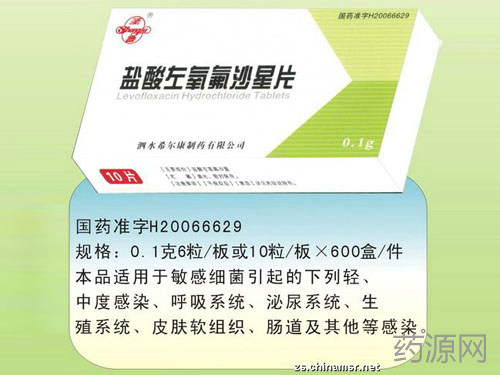 国药准字H20066629
盐酸左氧氟沙星片
Levofloxacin Hydrochloride Tablets
0.1g
泗水希尔康制药有限公司
10片
国药准字H20066629
规格:0.1克6粒/板或10粒/板×600盒/件
本品适用于敏感细菌引起的下列轻、
中度感染、呼吸系统、泌尿系统、生
殖系统、皮肤软组织、肠道及其他等感染。
药源网
zs.chinamsr.net